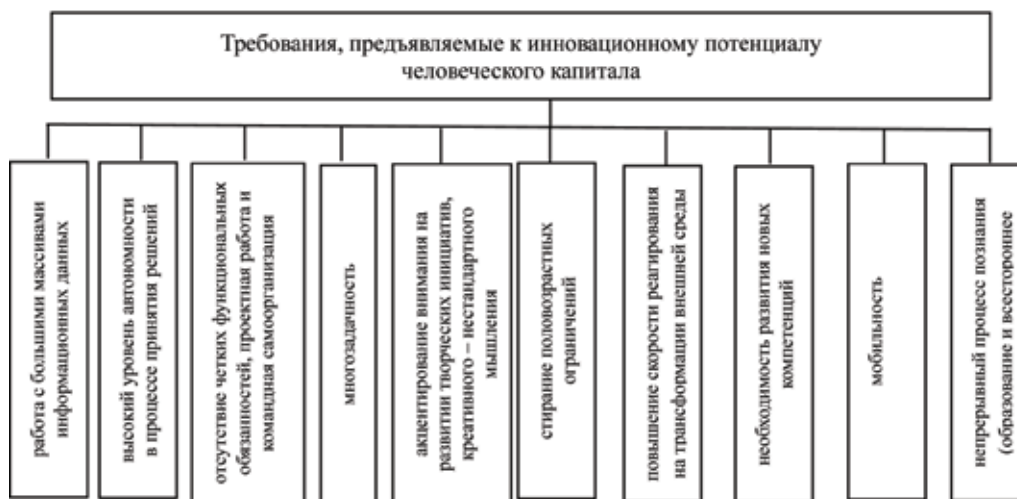 Требования, предъявляемые к инновационному потенциалу
человеческого капитала
работа с большими массивами
информационных данных
высокий уровень автономности
в процессе принятия решений
отсутствие четких функциональных
обязанностей, проектная работа и
командная самоорганизация
многозадачность
акцентирование внимания на
развитии творческих инициатив,
креативного – нестандартного
мышления
стирание половозрастных
ограничений
повышение скорости реагирования
на трансформации внешней среды
необходимость развития новых
компетенций
мобильность
непрерывный процесс познания
(образование и всестороннее